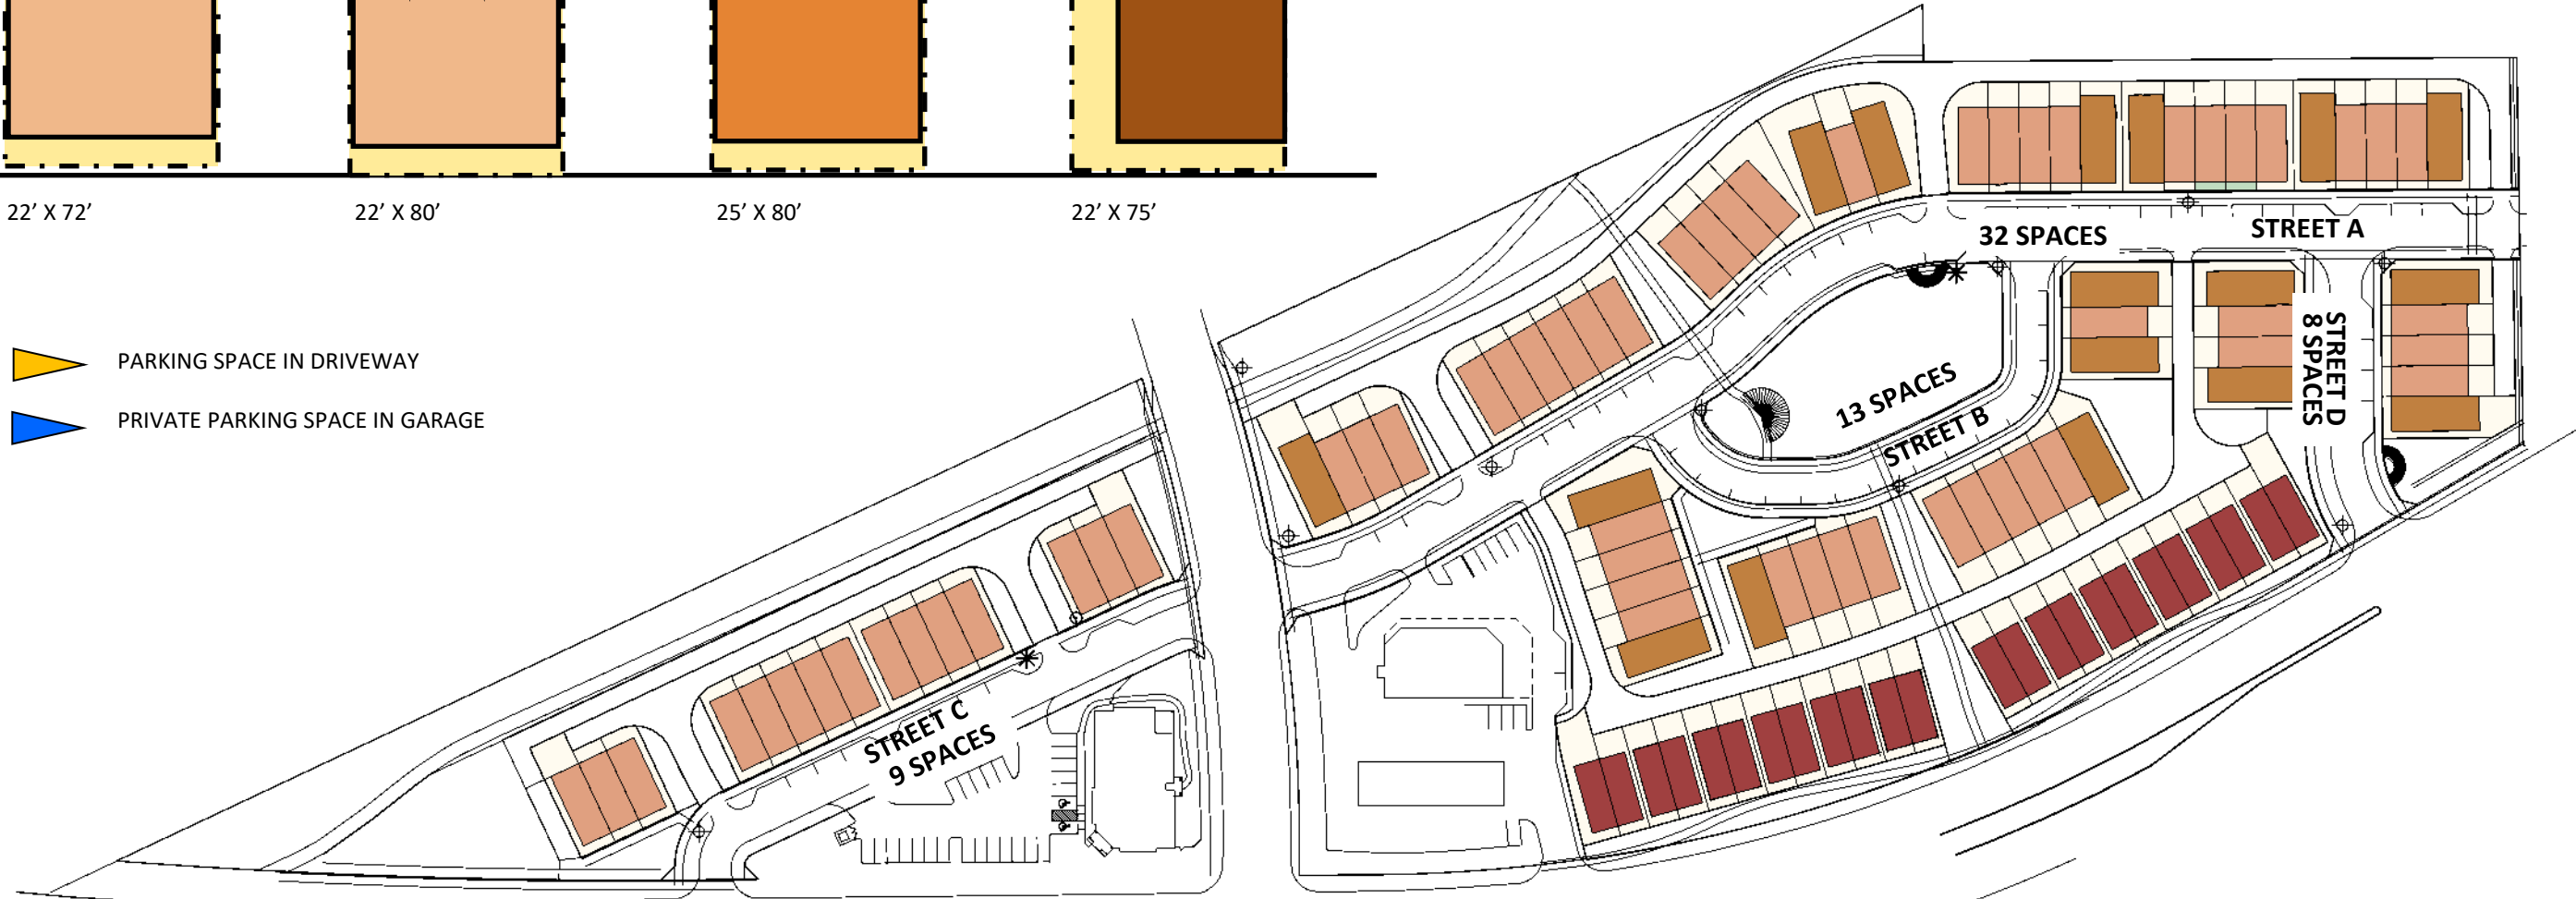 22’ X 72’
22’ X 80’
25’ X 80’
22’ X 75’
PARKING SPACE IN DRIVEWAY
PRIVATE PARKING SPACE IN GARAGE
32 SPACES
STREET A
STREET D
8 SPACES
13 SPACES
STREET B
STREET C
9 SPACES